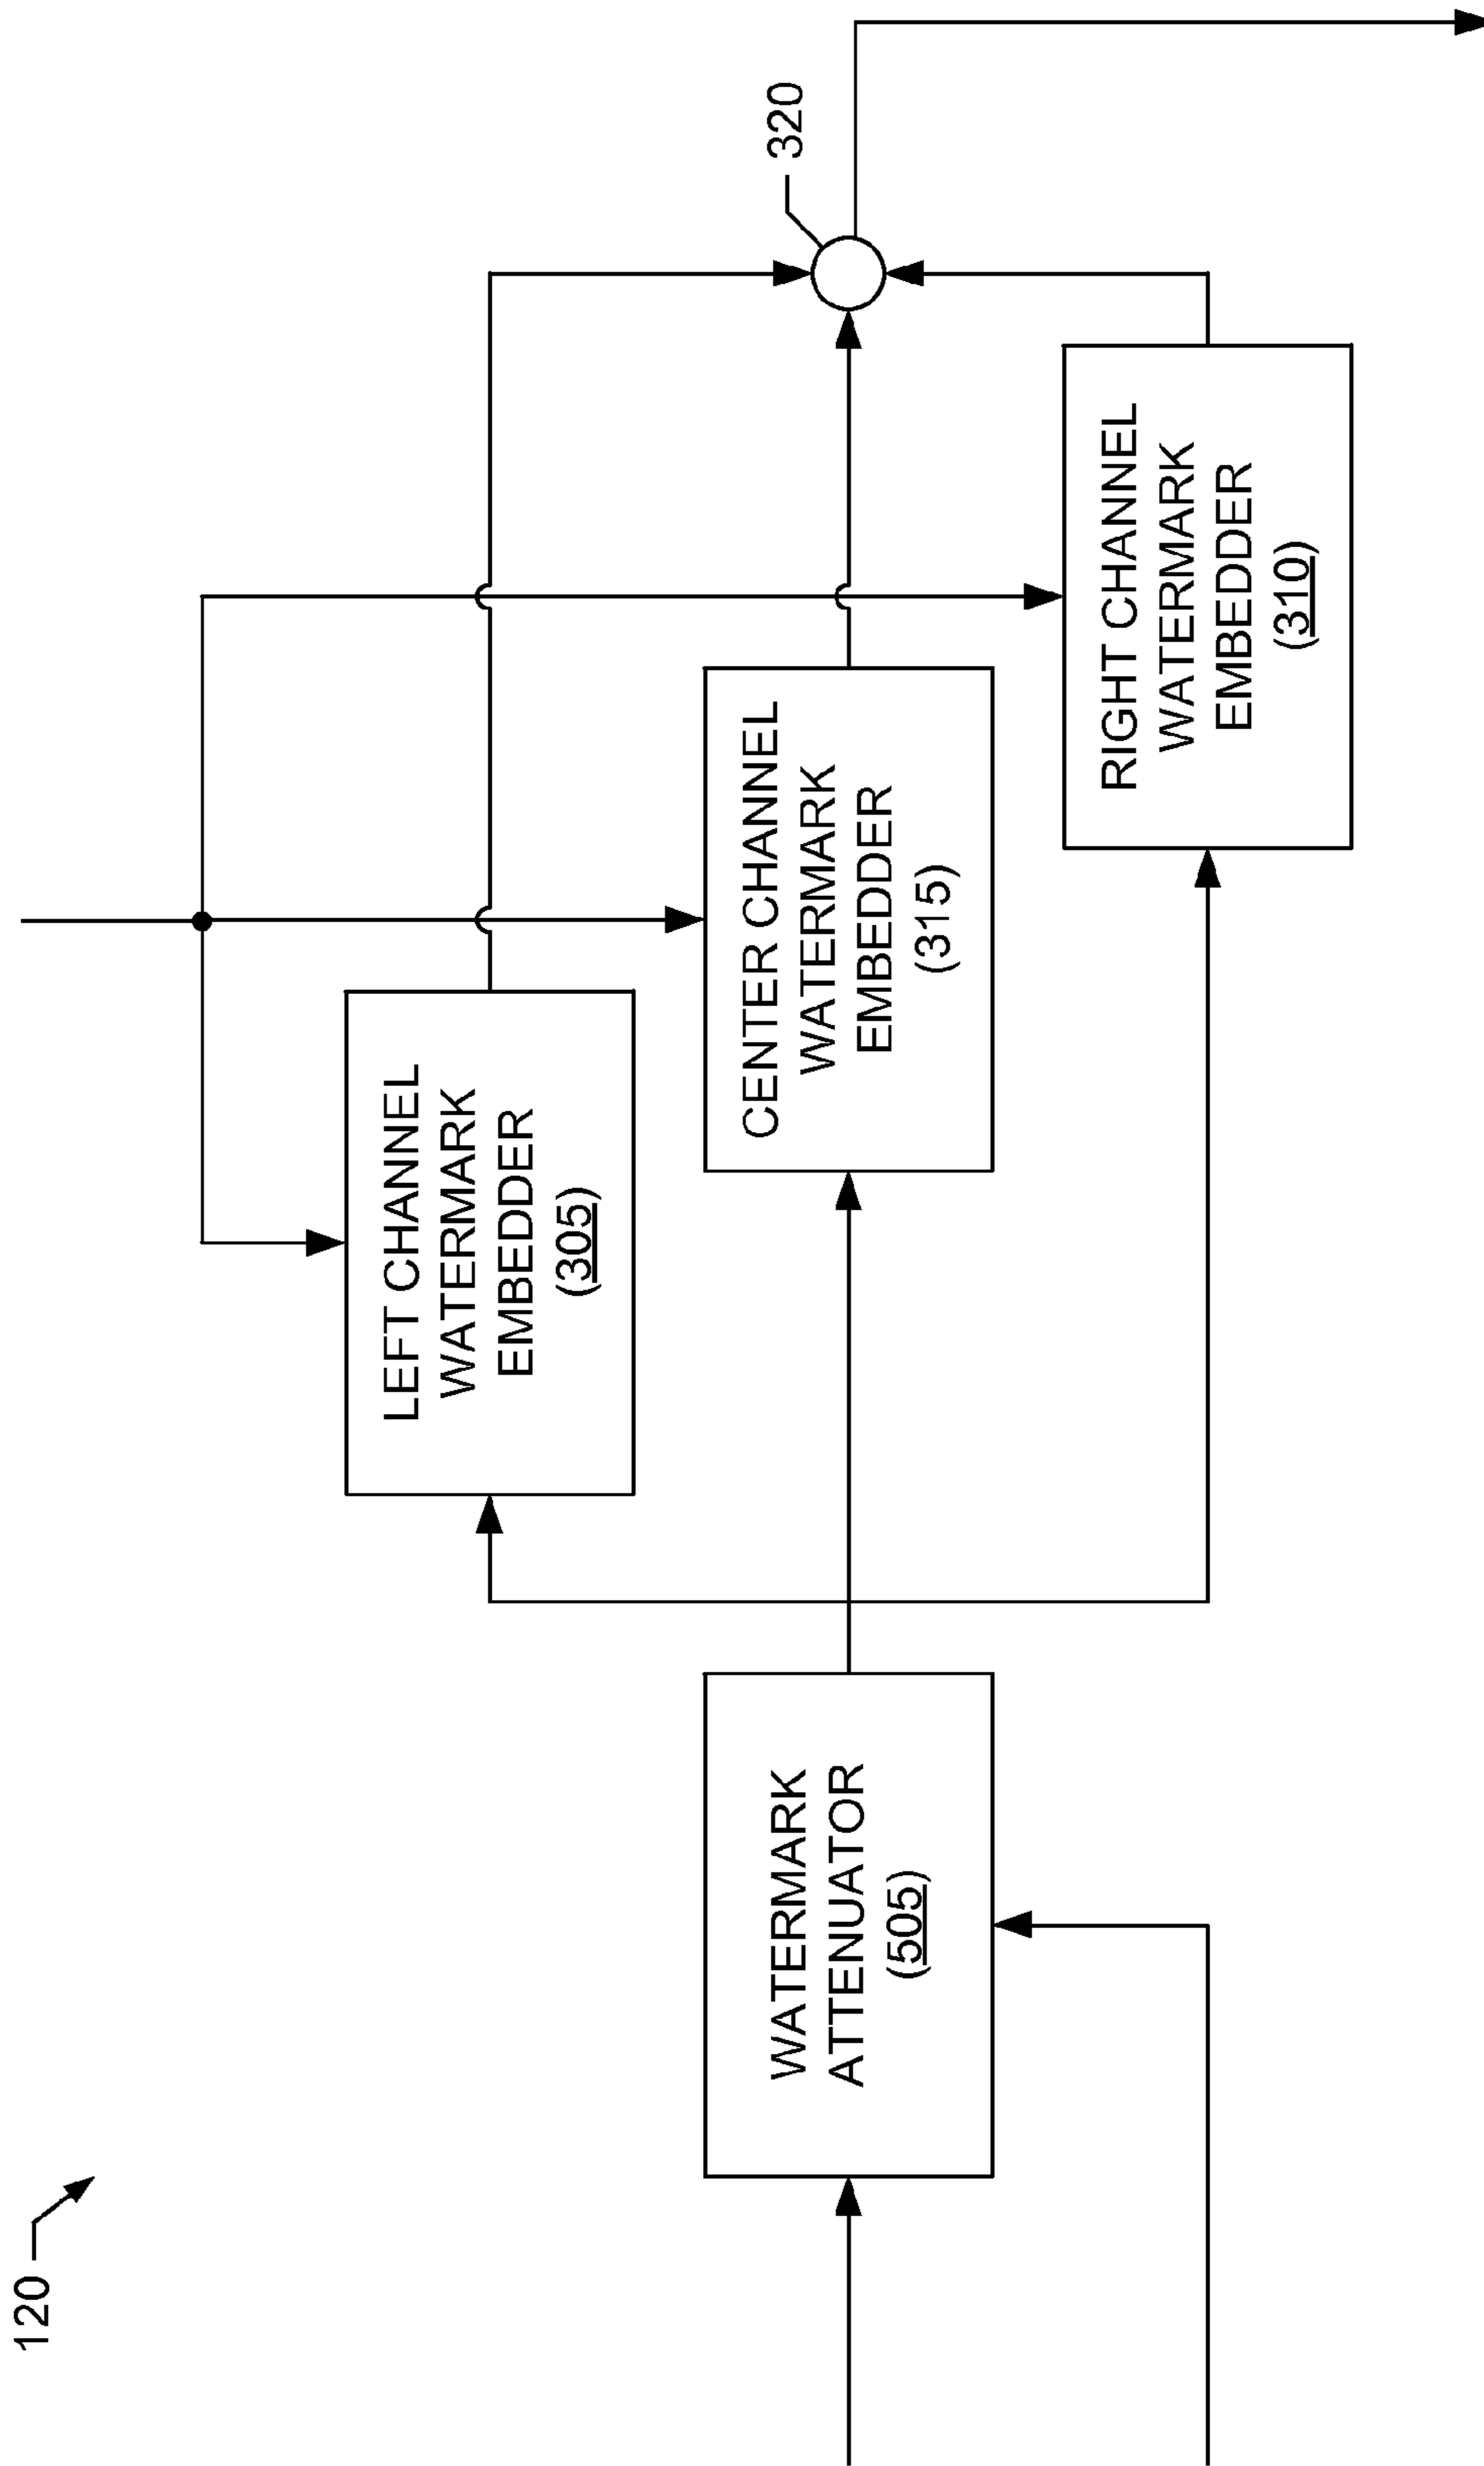 120
320
LEFT CHANNEL
WATERMARK
EMBEDDER
(305)
CENTER CHANNEL
WATERMARK
EMBEDDER
(315)
RIGHT CHANNEL
WATERMARK
EMBEDDER
(310)
WATERMARK
ATTENUATOR
(505)